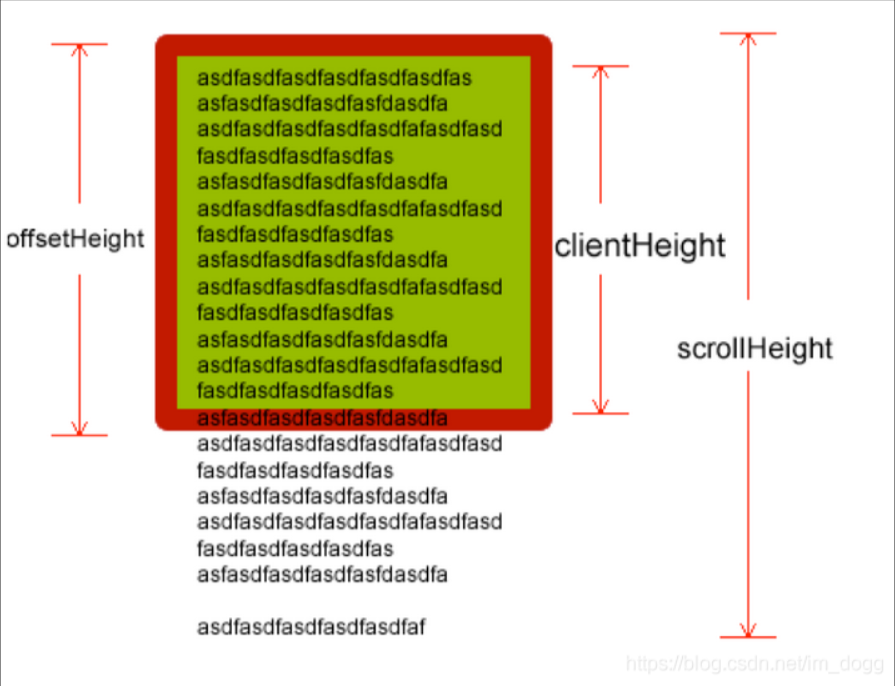 asdfasdfasdfasdfasdfasdfas
asfasdfasdfasdfasfdasdfa
asdfasdfasdfasdfasdfafasdfasd
offsetHeight
fasdfasdfasdfasdfas
asfasdfasdfasdfasfdasdfa
asdfasdfasdfasdfasdfafasdfasd
fasdfasdfasdfasdfas
asfasdfasdfasdfasfdasdfa
asdfasdfasdfasdfasdfafasdfasd
fasdfasdfasdfasdfas
asfasdfasdfasdfasfdasdfa
asdfasdfasdfasdfasdfafasdfasd
fasdfasdfasdfasdfas
asfasdfasdfasdfasfdasdfa
asdfasdfasdfasdfasdfafasdfasd
fasdfasdfasdfasdfas
asfasdfasdfasdfasfdasdfa
asdfasdfasdfasdfasdfafasdfasd
fasdfasdfasdfasdfas
asfasdfasdfasdfasfdasdfa
asdfasdfasdfasdfasdfaf
clientHeight
scrollHeight
https://blog.csdn.net/im_dogg